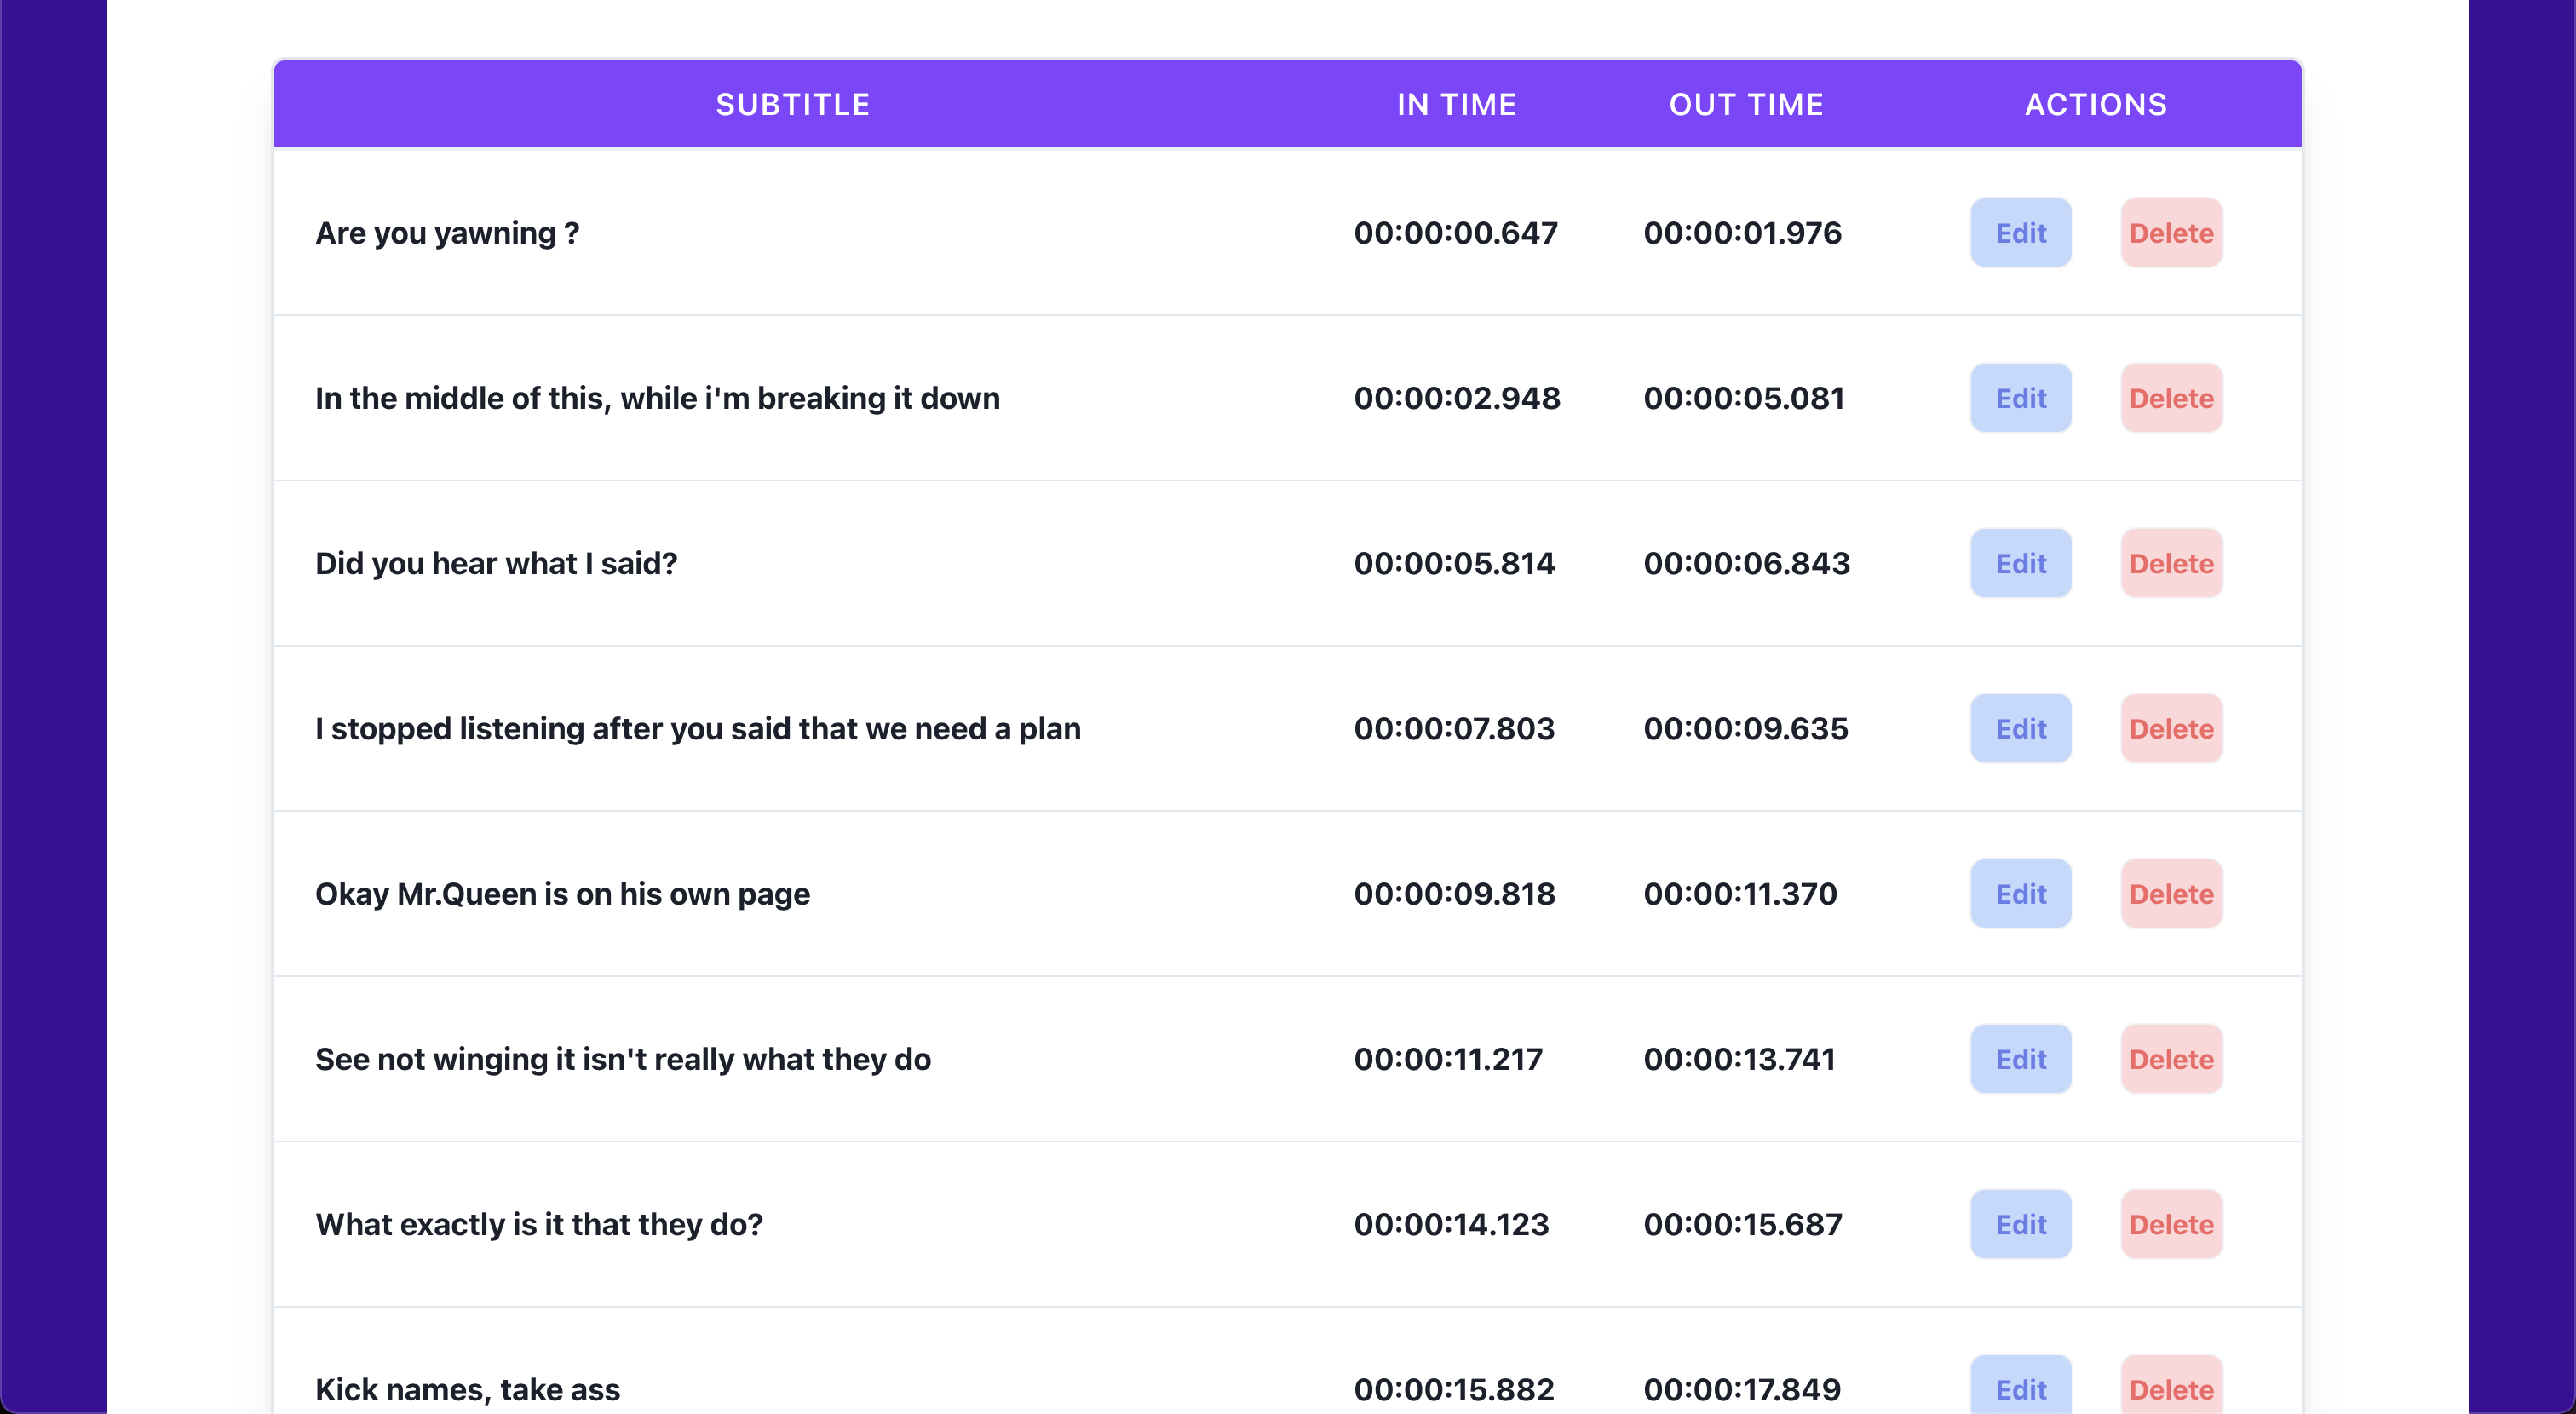 SUBTITLE IN TIME OUT TIME ACTIONS
Are you yawning ? 00:00:00.647 00:00:01.976 Edit Delete
In the middle of this, while i'm breaking it down 00:00:02.948 00:00:05.081 Edit Delete
Did you hear what I said? 00:00:05.814 00:00:06.843 Edit Delete
I stopped listening after you said that we need a plan 00:00:07.803 00:00:09.635 Edit Delete
Okay Mr.Queen is on his own page 00:00:09.818 00:00:11.370 Edit Delete
See not winging it isn't really what they do 00:00:11.217 00:00:13.741 Edit Delete
What exactly is it that they do? 00:00:14.123 00:00:15.687 Edit Delete
Kick names, take ass 00:00:15.882 00:00:17.849 Edit Delete